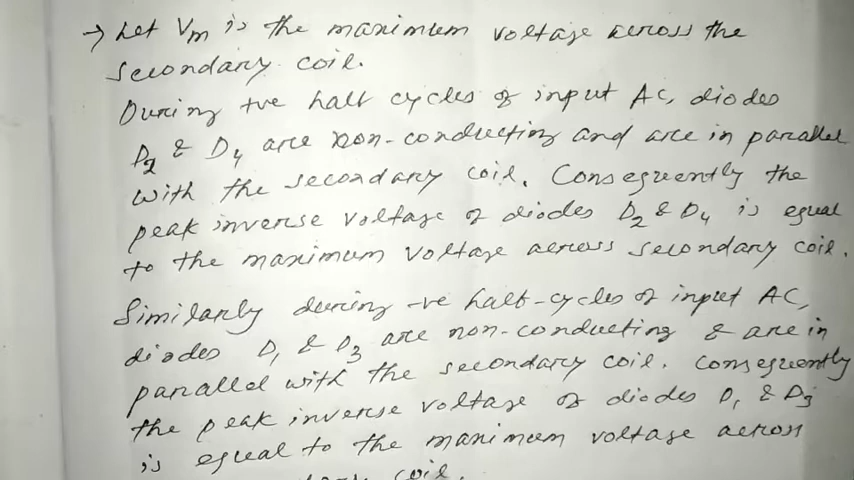 → Let Vm is the maximum voltage across the
secondary coil.
During +ve half cycles of input AC, diodes
D2 & D4 are non-conducting and are in parallel
with the secondary coil. Consequently the
peak inverse voltage of diodes D2 & D4 is equal
to the maximum voltage across secondary coil.
Similarly during -ve half-cycles of input AC,
diodes D1 & D3 are non-conducting & are in
parallel with the secondary coil. Consequently
the peak inverse voltage of diodes D1 & D3
is equal to the maximum voltage across
coil.